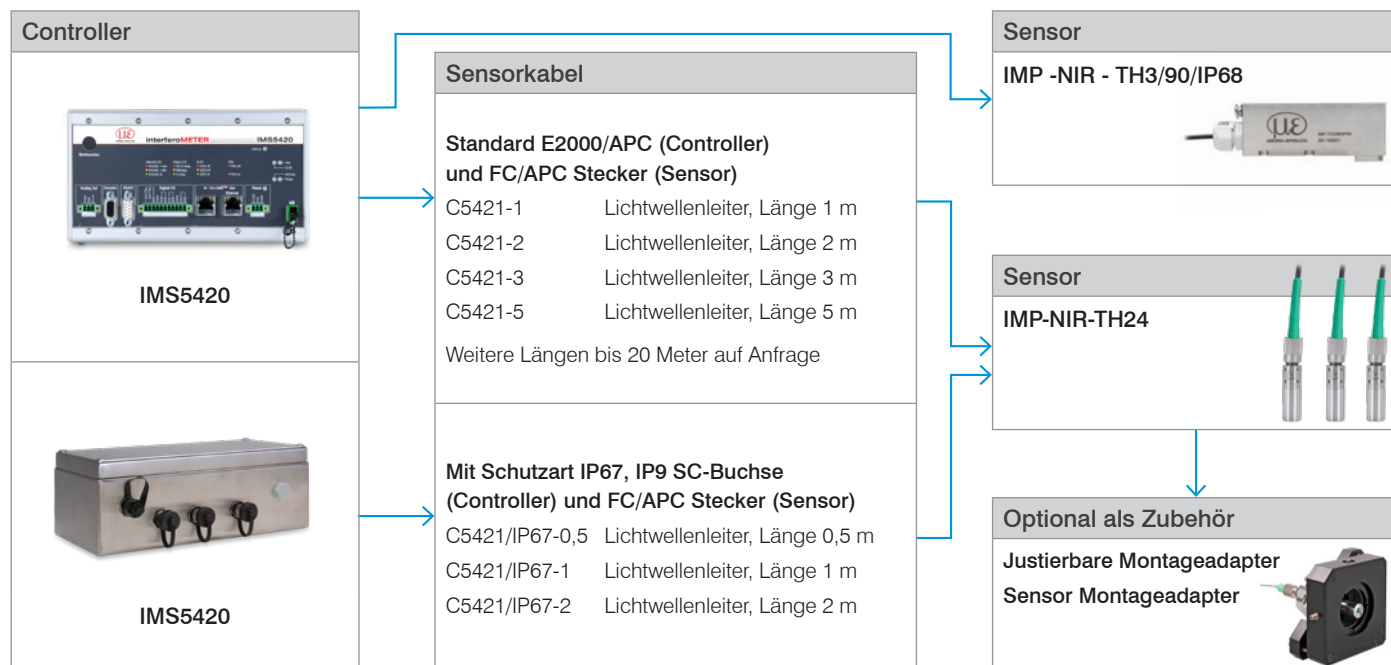 Controller
interferoMETER
IMS5420
IMS5420
IMS5420
Sensorkabel
Standard E2000/APC (Controller)
und FC/APC Stecker (Sensor)
C5421-1 Lichtwellenleiter, Länge 1 m
C5421-2 Lichtwellenleiter, Länge 2 m
C5421-3 Lichtwellenleiter, Länge 3 m
C5421-5 Lichtwellenleiter, Länge 5 m
Weitere Längen bis 20 Meter auf Anfrage
Mit Schutzart IP67, IP9 SC-Buchse
(Controller) und FC/APC Stecker (Sensor)
C5421/IP67-0,5 Lichtwellenleiter, Länge 0,5 m
C5421/IP67-1 Lichtwellenleiter, Länge 1 m
C5421/IP67-2 Lichtwellenleiter, Länge 2 m
Sensor
IMP -NIR - TH3/90/IP68
Sensor
IMP-NIR-TH24
Optional als Zubehör
Justierbare Montageadapter
Sensor Montageadapter